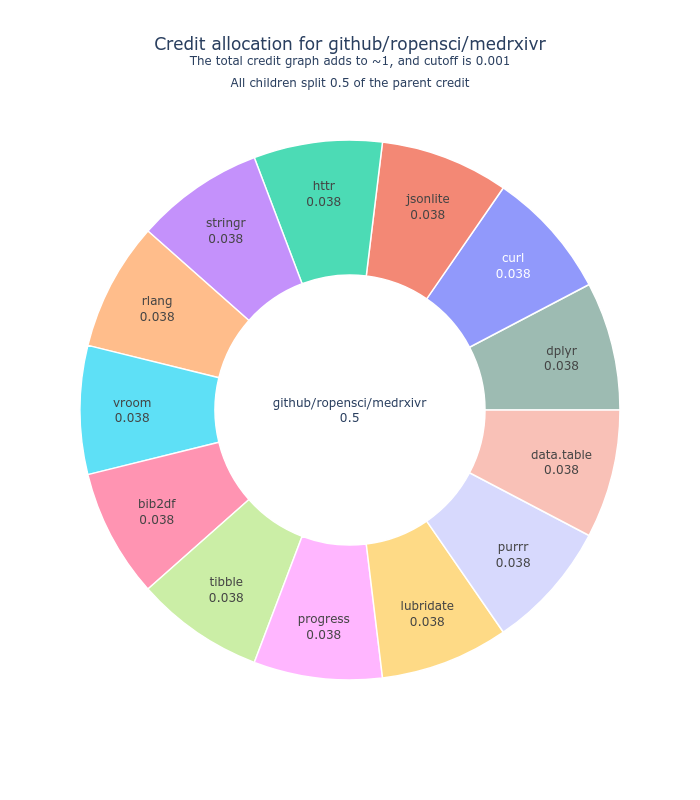 Credit allocation for github/ropensci/medrxivr
The total credit graph adds to ~1, and cutoff is 0.001
All children split 0.5 of the parent credit
httr
0.038
jsonlite
0.038
stringr
0.038
curl
0.038
rlang
0.038
dplyr
0.038
vroom
0.038
github/ropensci/medrxivr
0.5
data.table
0.038
bib2df
0.038
purrr
0.038
tibble
0.038
lubridate
0.038
progress
0.038